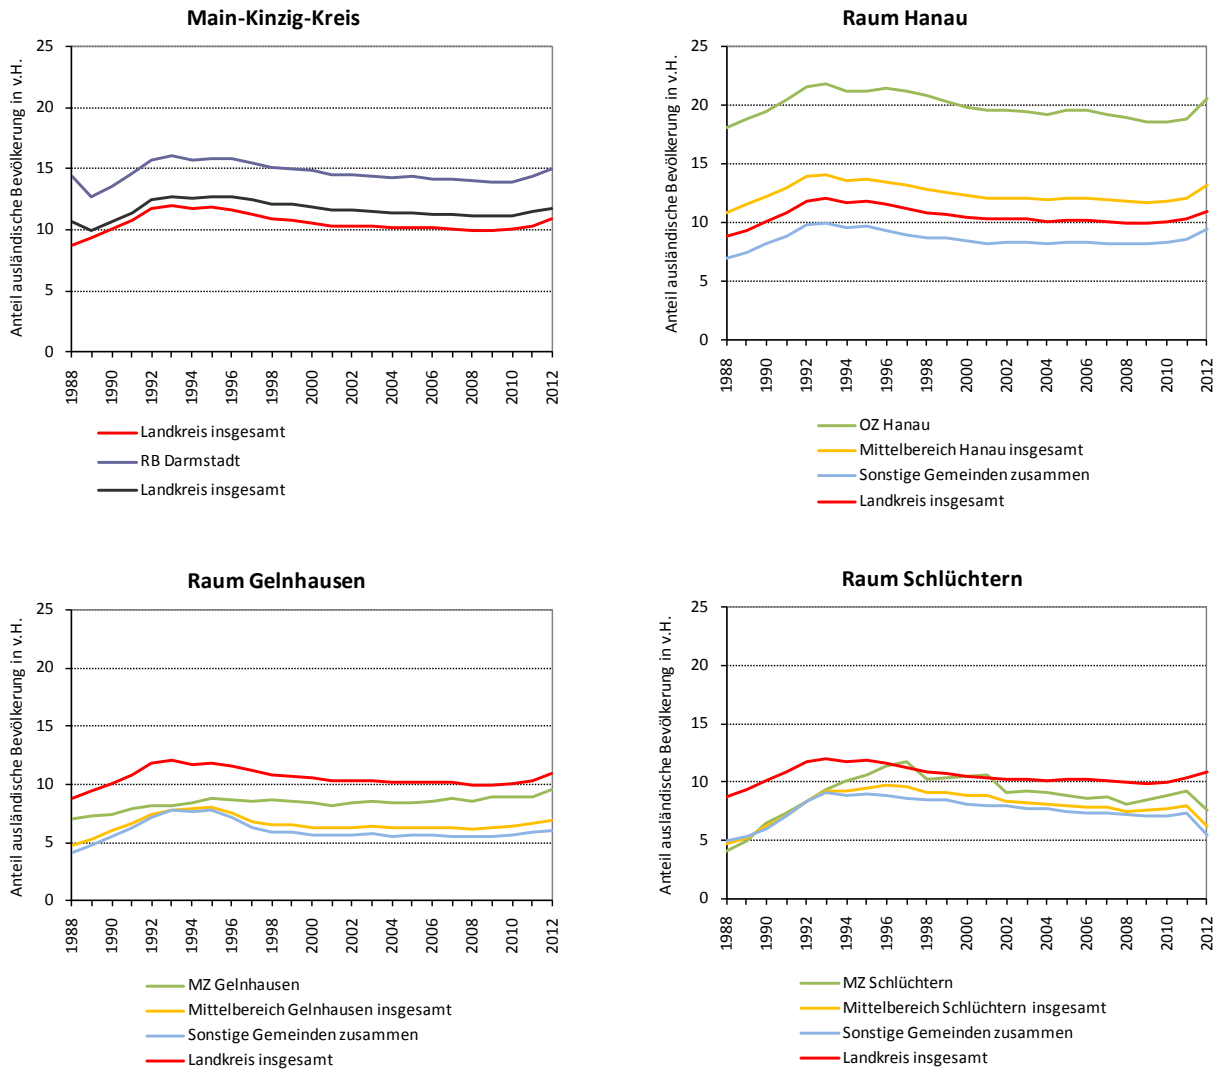 Main-Kinzig-Kreis
Anteil ausländische Bevölkerung in v.H.
25
20
15
10
5
0
1988 1990 1992 1994 1996 1998 2000 2002 2004 2006 2008 2010 2012
Landkreis insgesamt
RB Darmstadt
Landkreis insgesamt
Raum Hanau
Anteil ausländische Bevölkerung in v.H.
25
20
15
10
5
0
1988 1990 1992 1994 1996 1998 2000 2002 2004 2006 2008 2010 2012
OZ Hanau
Mittelbereich Hanau insgesamt
Sonstige Gemeinden zusammen
Landkreis insgesamt
Raum Gelnhausen
Anteil ausländische Bevölkerung in v.H.
25
20
15
10
5
0
1988 1990 1992 1994 1996 1998 2000 2002 2004 2006 2008 2010 2012
MZ Gelnhausen
Mittelbereich Gelnhausen insgesamt
Sonstige Gemeinden zusammen
Landkreis insgesamt
Raum Schlüchtern
Anteil ausländische Bevölkerung in v.H.
25
20
15
10
5
0
1988 1990 1992 1994 1996 1998 2000 2002 2004 2006 2008 2010 2012
MZ Schlüchtern
Mittelbereich Schlüchtern insgesamt
Sonstige Gemeinden zusammen
Landkreis insgesamt